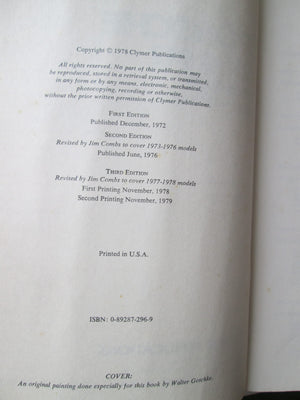 Copyright © 1978 Clymer Publications
All rights reserved. No part of this publication may
be reproduced, stored in a retrieval system, or transmitted,
in any form or by any means, electronic, mechanical,
photocopying, recording or otherwise,
without the prior written permission of Clymer Publications.
FIRST EDITION
Published December, 1972
SECOND EDITION
Revised by Jim Combs to cover 1973-1976 models
Published June, 1976
THIRD EDITION
Revised by Jim Combs to cover 1977-1978 models
First Printing November, 1978
Second Printing November, 1979
Printed in U.S.A.
ISBN: 0-89287-296-9
COVER:
An original painting done especially for this book by Walter